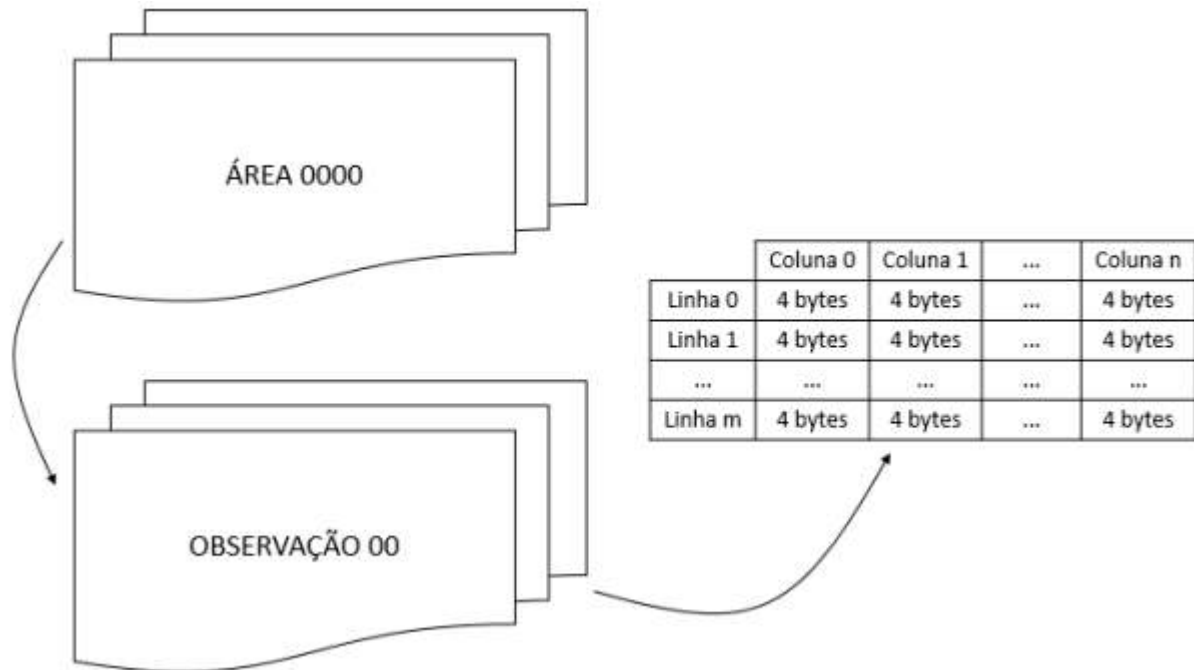 ÁREA 0000
Coluna 0 Coluna 1 ... Coluna n
Linha 0 4 bytes 4 bytes ... 4 bytes
Linha 1 4 bytes 4 bytes ... 4 bytes
... ... ... ... ...
Linha m 4 bytes 4 bytes ... 4 bytes
OBSERVAÇÃO 00